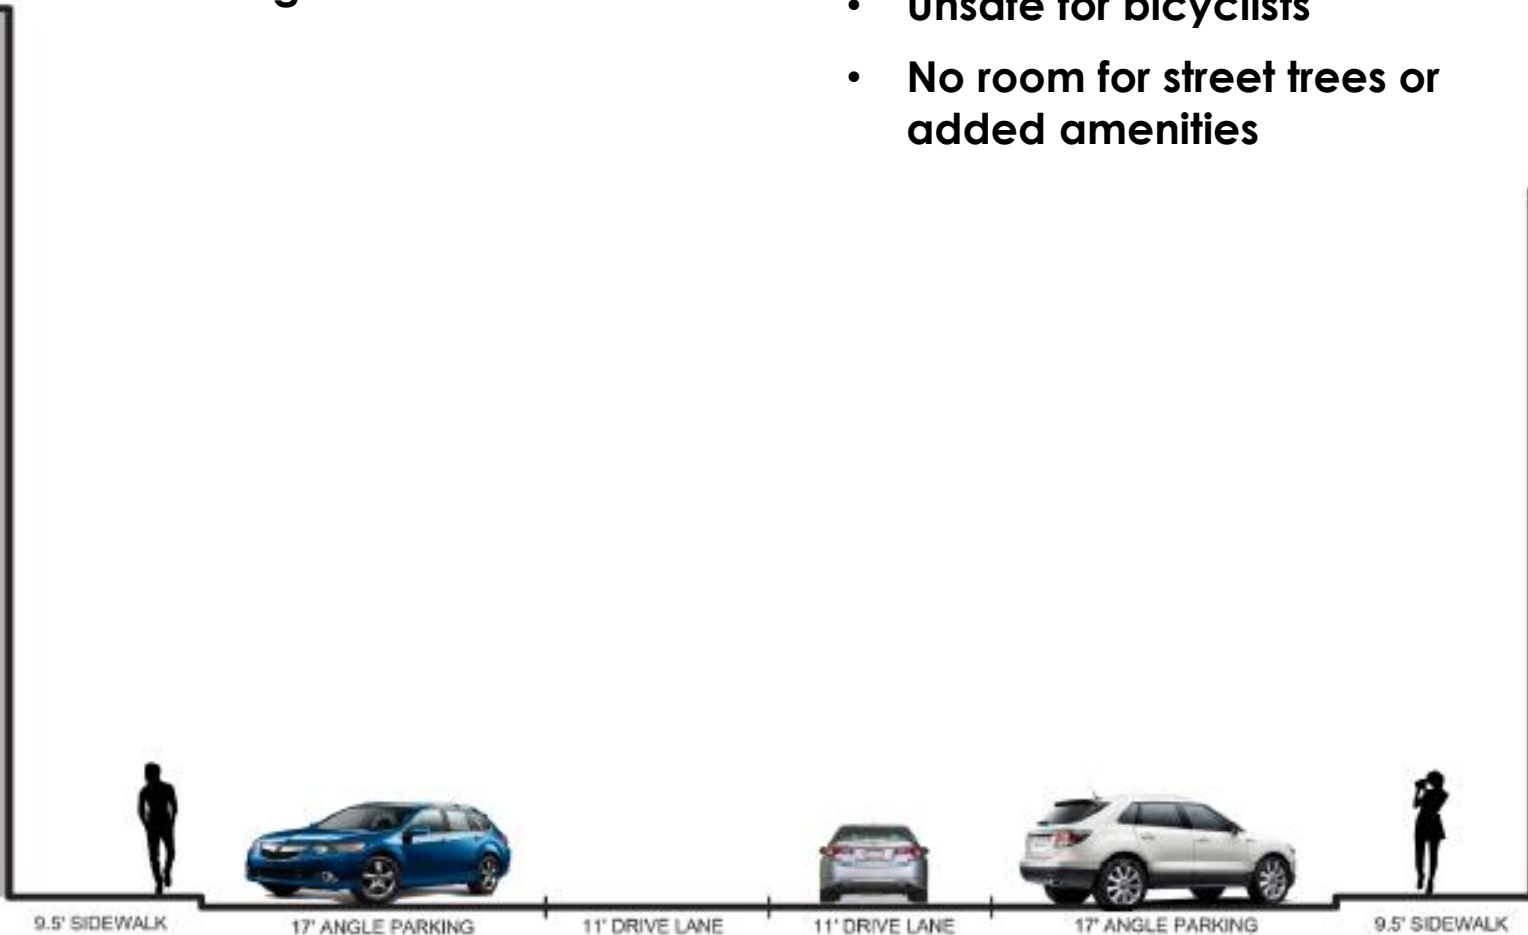 • Unsafe for bicyclists
• No room for street trees or
added amenities
9.5' SIDEWALK
17' ANGLE PARKING
11' DRIVE LANE
11' DRIVE LANE
17' ANGLE PARKING
9.5' SIDEWALK